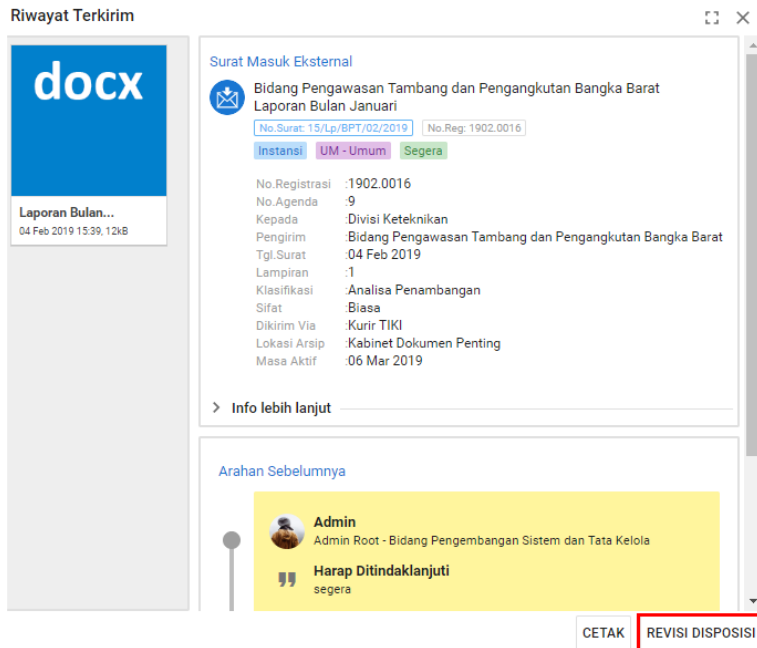 Riwayat Terkirim
docx
Laporan Bulan...
04 Feb 2019 15:39, 12kB
Surat Masuk Eksternal
Bidang Pengawasan Tambang dan Pengangkutan Bangka Barat
Laporan Bulan Januari
No.Surat: 15/Lp/BPT/02/2019 No.Reg: 1902.0016
Instansi UM - Umum Segera
No.Registrasi :1902.0016
No.Agenda :9
Kepada :Divisi Keteknikan
Pengirim :Bidang Pengawasan Tambang dan Pengangkutan Bangka Barat
Tgl.Surat :04 Feb 2019
Lampiran :1
Klasifikasi :Analisa Penambangan
Sifat :Biasa
Dikirim Via :Kurir TIKI
Lokasi Arsip :Kabinet Dokumen Penting
Masa Aktif :06 Mar 2019
Info lebih lanjut
Arahan Sebelumnya
Admin
Admin Root - Bidang Pengembangan Sistem dan Tata Kelola
Harap Ditindaklanjuti
segera
CETAK REVISI DISPOSISI